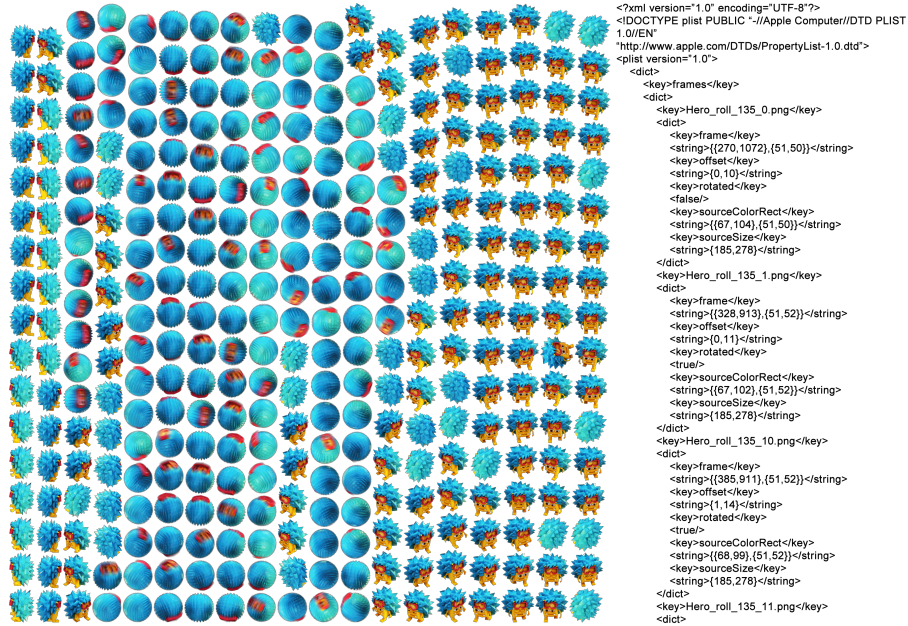 <?xml version="1.0" encoding="UTF-8"?>
<!DOCTYPE plist PUBLIC "-//Apple Computer//DTD PLIST
1.0//EN"
"http://www.apple.com/DTDs/PropertyList-1.0.dtd">
<plist version="1.0">
<dict>
<key>frames</key>
<dict>
<key>Hero_roll_135_0.png</key>
<dict>
<key>frame</key>
<string>{{270,1072},{51,50}}</string>
<key>offset</key>
<string>{0,10}</string>
<key>rotated</key>
<false/>
<key>sourceColorRect</key>
<string>{{67,104},{51,50}}</string>
<key>sourceSize</key>
<string>{185,278}</string>
</dict>
<key>Hero_roll_135_1.png</key>
<dict>
<key>frame</key>
<string>{{328,913},{51,52}}</string>
<key>offset</key>
<string>{0,11}</string>
<key>rotated</key>
<true/>
<key>sourceColorRect</key>
<string>{{67,102},{51,52}}</string>
<key>sourceSize</key>
<string>{185,278}</string>
</dict>
<key>Hero_roll_135_10.png</key>
<dict>
<key>frame</key>
<string>{{385,911},{51,52}}</string>
<key>offset</key>
<string>{1,14}</string>
<key>rotated</key>
<true/>
<key>sourceColorRect</key>
<string>{{68,99},{51,52}}</string>
<key>sourceSize</key>
<string>{185,278}</string>
</dict>
<key>Hero_roll_135_11.png</key>
<dict>